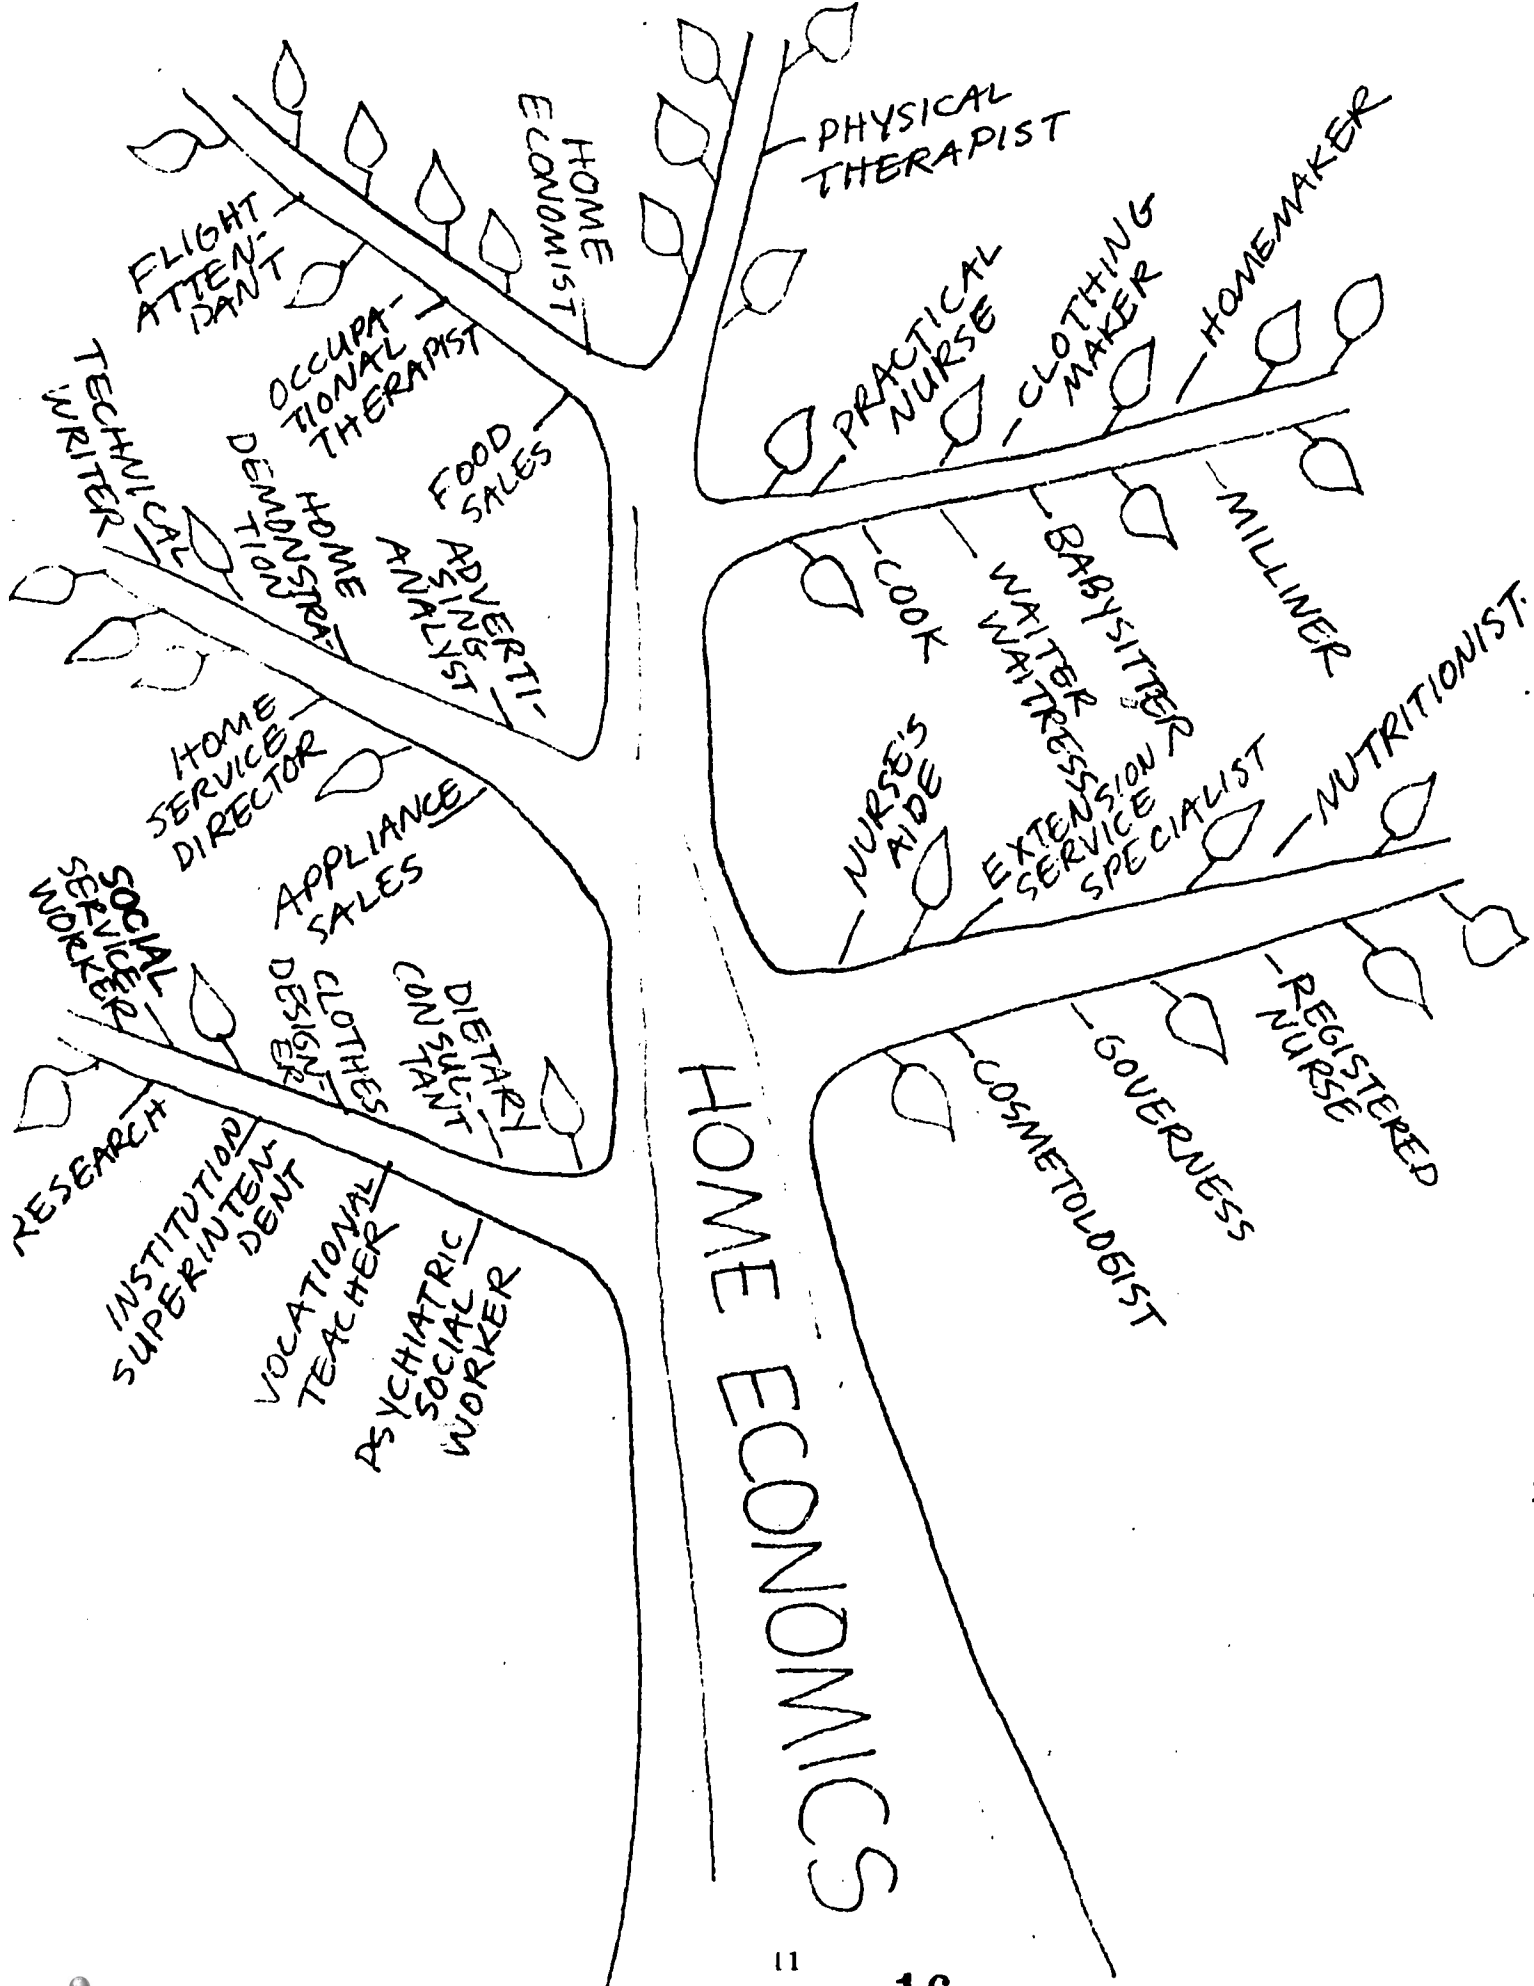 HOME
ECONOMIST
PHYSICAL
THERAPIST
FLIGHT
ATTEN-
DANT
OCCUPA-
TIONAL
THERAPIST
FOOD
SALES
PRACTICAL
NURSE
CLOTHING
MAKER
HOMEMAKER
COOK
WAITER
WAITRESS
BABYSITTER
MILLINER
TECHNICAL
WRITER
HOME
DEMONSTRA-
TION
ADVERTI-
SING
ANALYST
HOME
SERVICE
DIRECTOR
APPLIANCE
SALES
NURSE'S
AIDE
EXTENSION
SERVICE
SPECIALIST
NUTRITIONIST.
COSMETOLOGIST
GOVERNESS
REGISTERED
NURSE
SOCIAL
SERVICE
WORKER
CLOTHES
DESIGN-
ER
DIETARY
CONSUL-
TANT
RESEARCH
INSTITUTION
SUPERINTEN-
DENT
VOCATIONAL
TEACHER
PSYCHIATRIC
SOCIAL
WORKER
HOME ECONOMICS
11